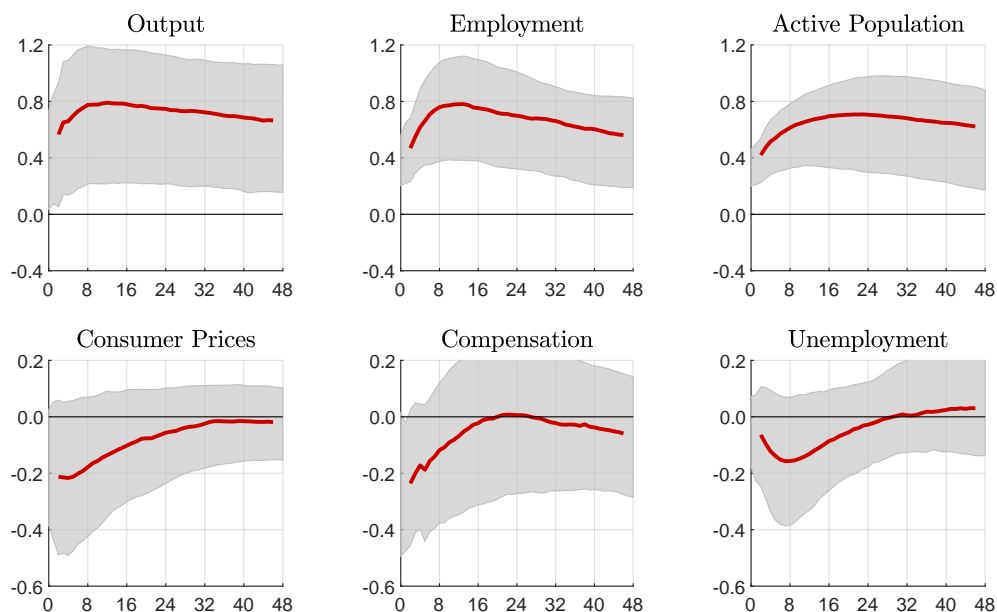 Output Employment Active Population
1.2 1.2 1.2
0.8 0.8 0.8
0.4 0.4 0.4
0.0 0.0 0.0
-0.4 -0.4 -0.4
0 8 16 24 32 40 48 0 8 16 24 32 40 48 0 8 16 24 32 40 48
Consumer Prices Compensation Unemployment
0.2 0.2 0.2
0.0 0.0 0.0
-0.2 -0.2 -0.2
-0.4 -0.4 -0.4
-0.6 -0.6 -0.6
0 8 16 24 32 40 48 0 8 16 24 32 40 48 0 8 16 24 32 40 48